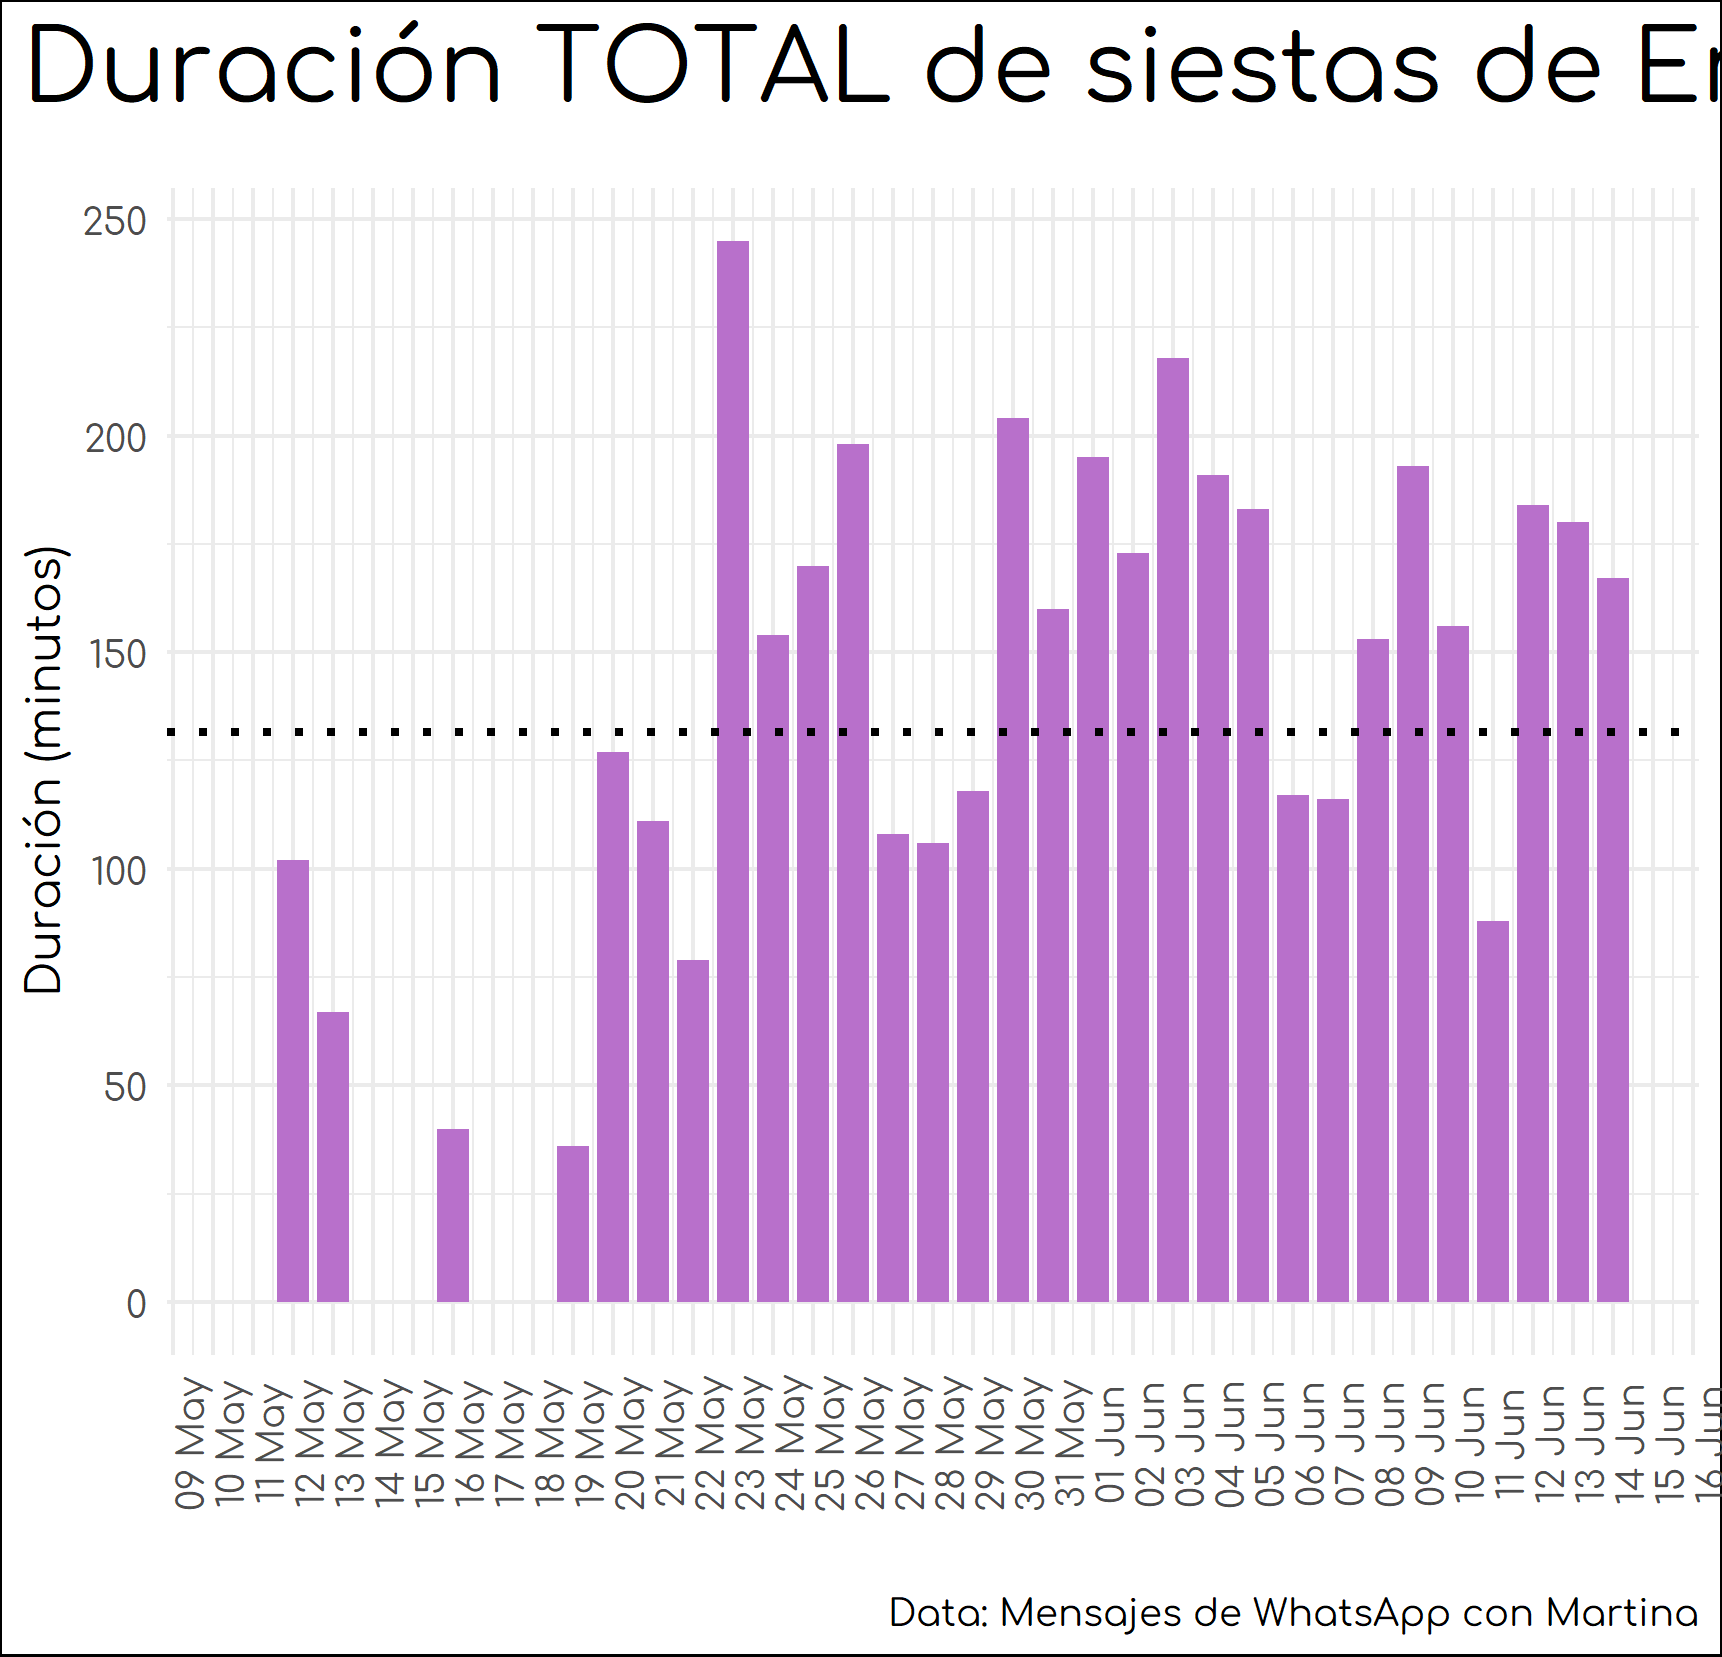 Duración TOTAL de siestas de
Duración (minutos)
250
200
150
100
50
0
09 May
10 May
11 May
12 May
13 May
14 May
15 May
16 May
17 May
18 May
19 May
20 May
21 May
22 May
23 May
24 May
25 May
26 May
27 May
28 May
29 May
30 May
31 May
01 Jun
02 Jun
03 Jun
04 Jun
05 Jun
06 Jun
07 Jun
08 Jun
09 Jun
10 Jun
11 Jun
12 Jun
13 Jun
14 Jun
15 Jun
16 Jun
Data: Mensajes de WhatsApp con Martina